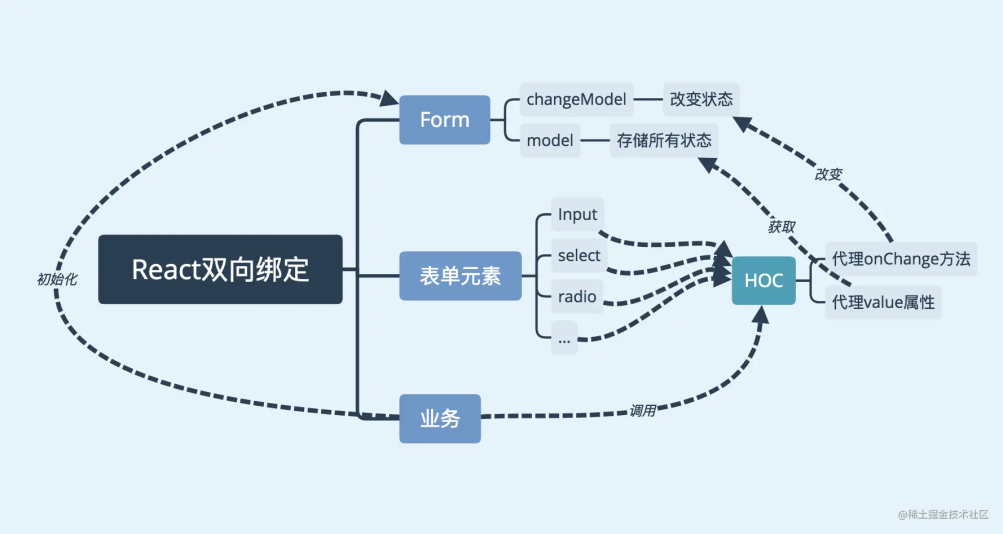 React双向绑定
Form
changeModel
改变状态
model
存储所有状态
表单元素
Input
select
radio
...
业务
HOC
代理onChange方法
代理value属性
初始化
改变
获取
调用
@稀土掘金技术社区